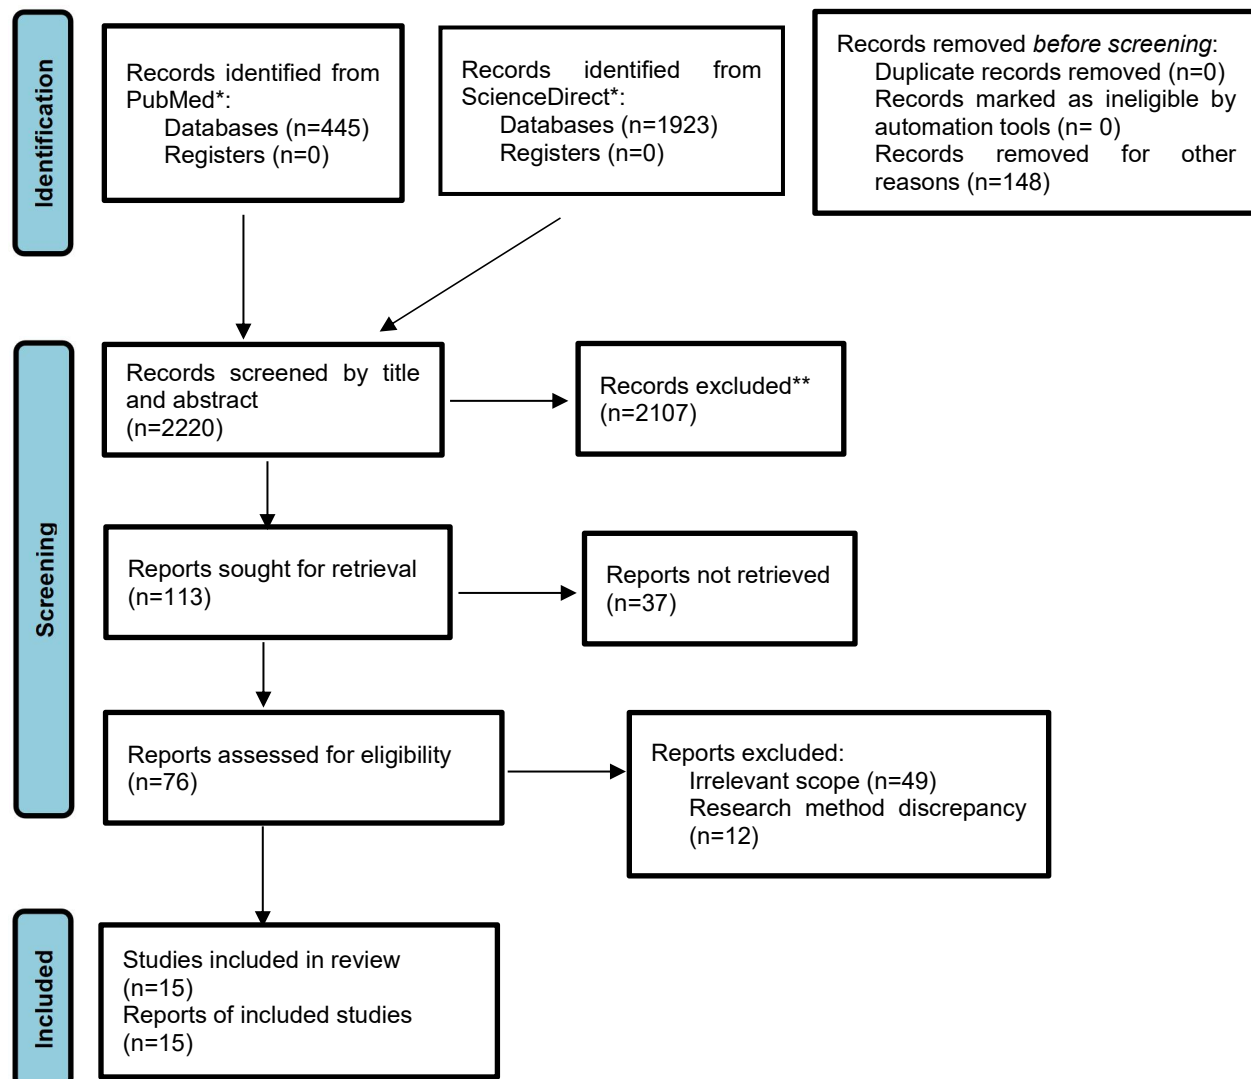 Identification
Records identified from
PubMed*:
Databases (n=445)
Registers (n=0)
Records identified from
ScienceDirect*:
Databases (n=1923)
Registers (n=0)
Records removed before screening:
Duplicate records removed (n=0)
Records marked as ineligible by
automation tools (n= 0)
Records removed for other
reasons (n=148)
Screening
Records screened by title
and abstract
(n=2220)
Records excluded**
(n=2107)
Reports sought for retrieval
(n=113)
Reports not retrieved
(n=37)
Reports assessed for eligibility
(n=76)
Reports excluded:
Irrelevant scope (n=49)
Research method discrepancy
(n=12)
Included
Studies included in review
(n=15)
Reports of included studies
(n=15)